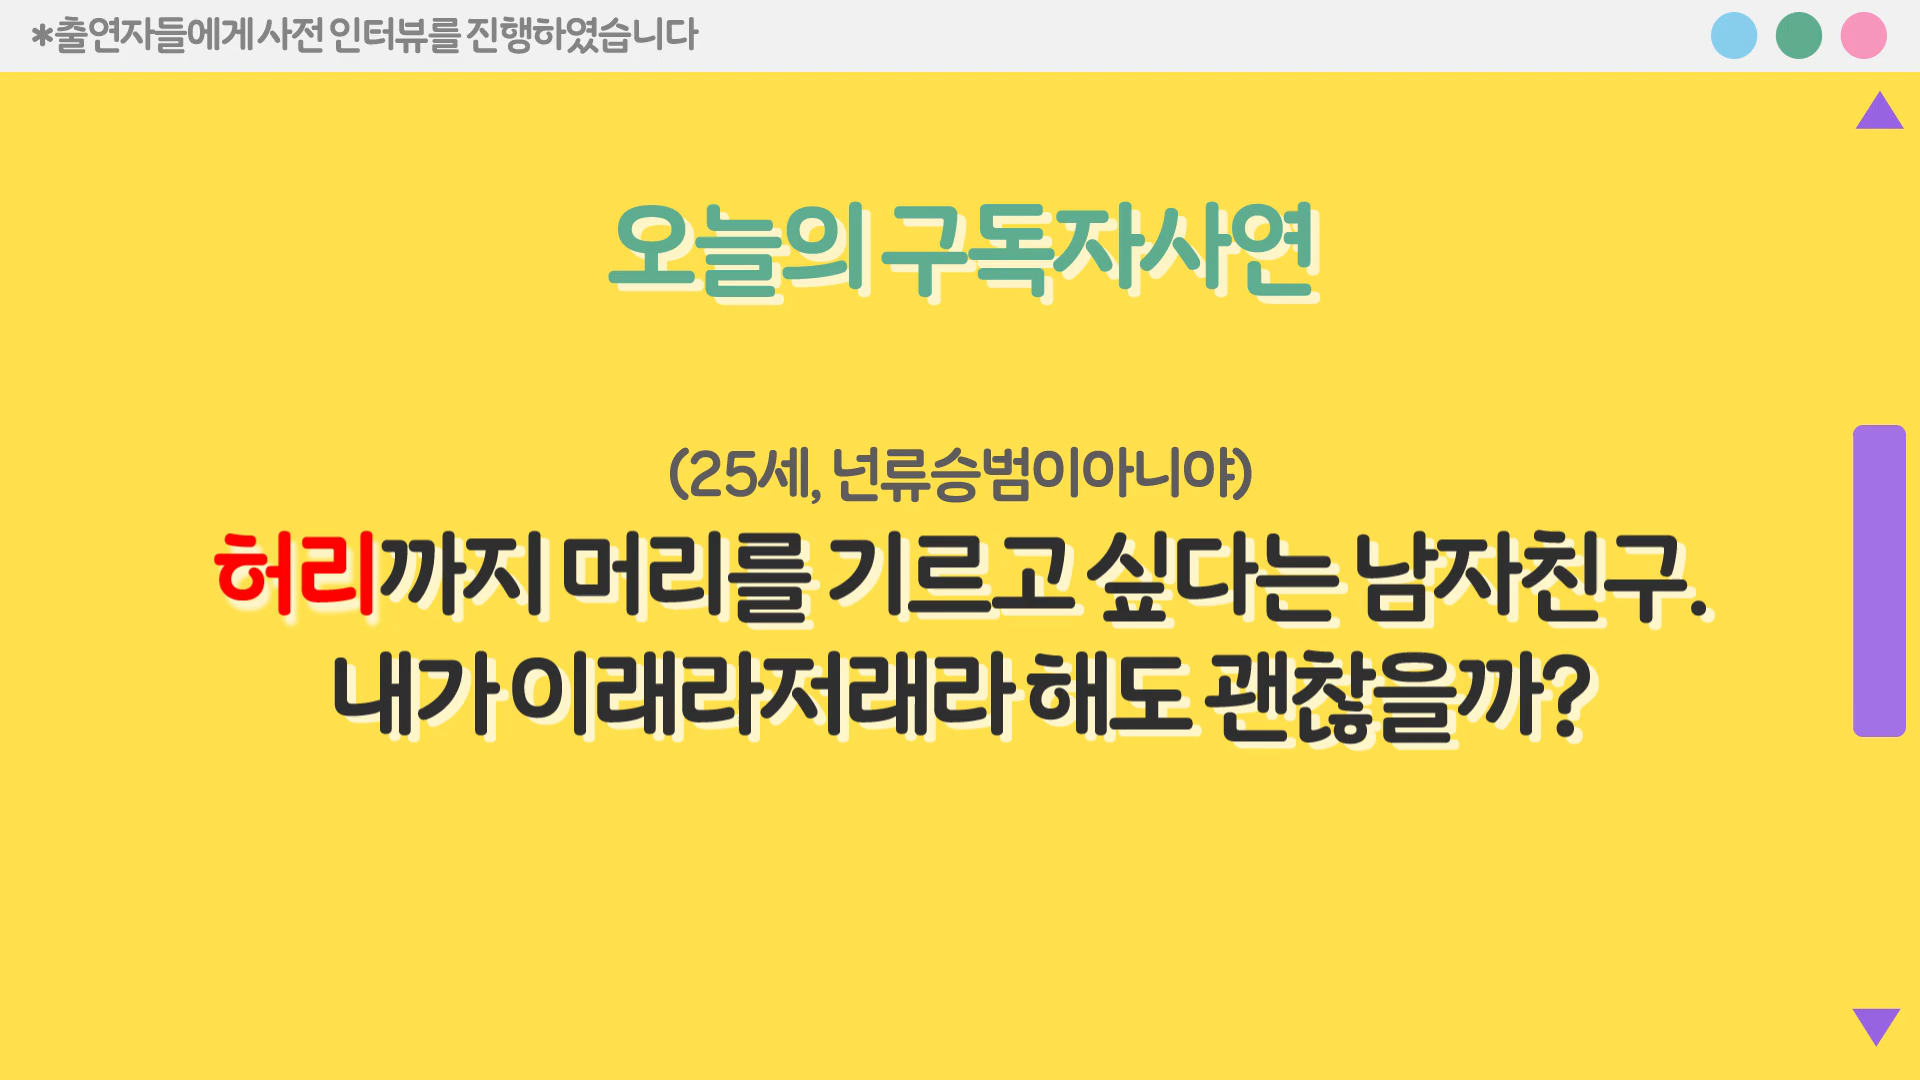 *출연자들에게 사전 인터뷰를 진행하였습니다
오늘의 구독자사연
(25세, 넌류승범이아니야)
허리까지 머리를 기르고 싶다는 남자친구.
내가 이래라저래라 해도 괜찮을까?